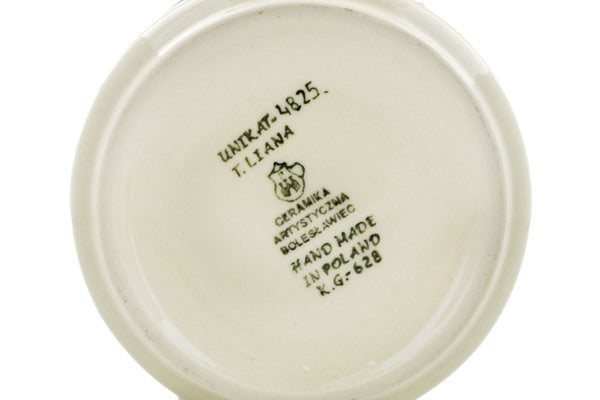 UNIKAT-4825.
T. LIANA
CERAMIKA
ARTYSTYCZNA
BOLESŁAWIEC
HAND MADE
IN POLAND
K.G.-628